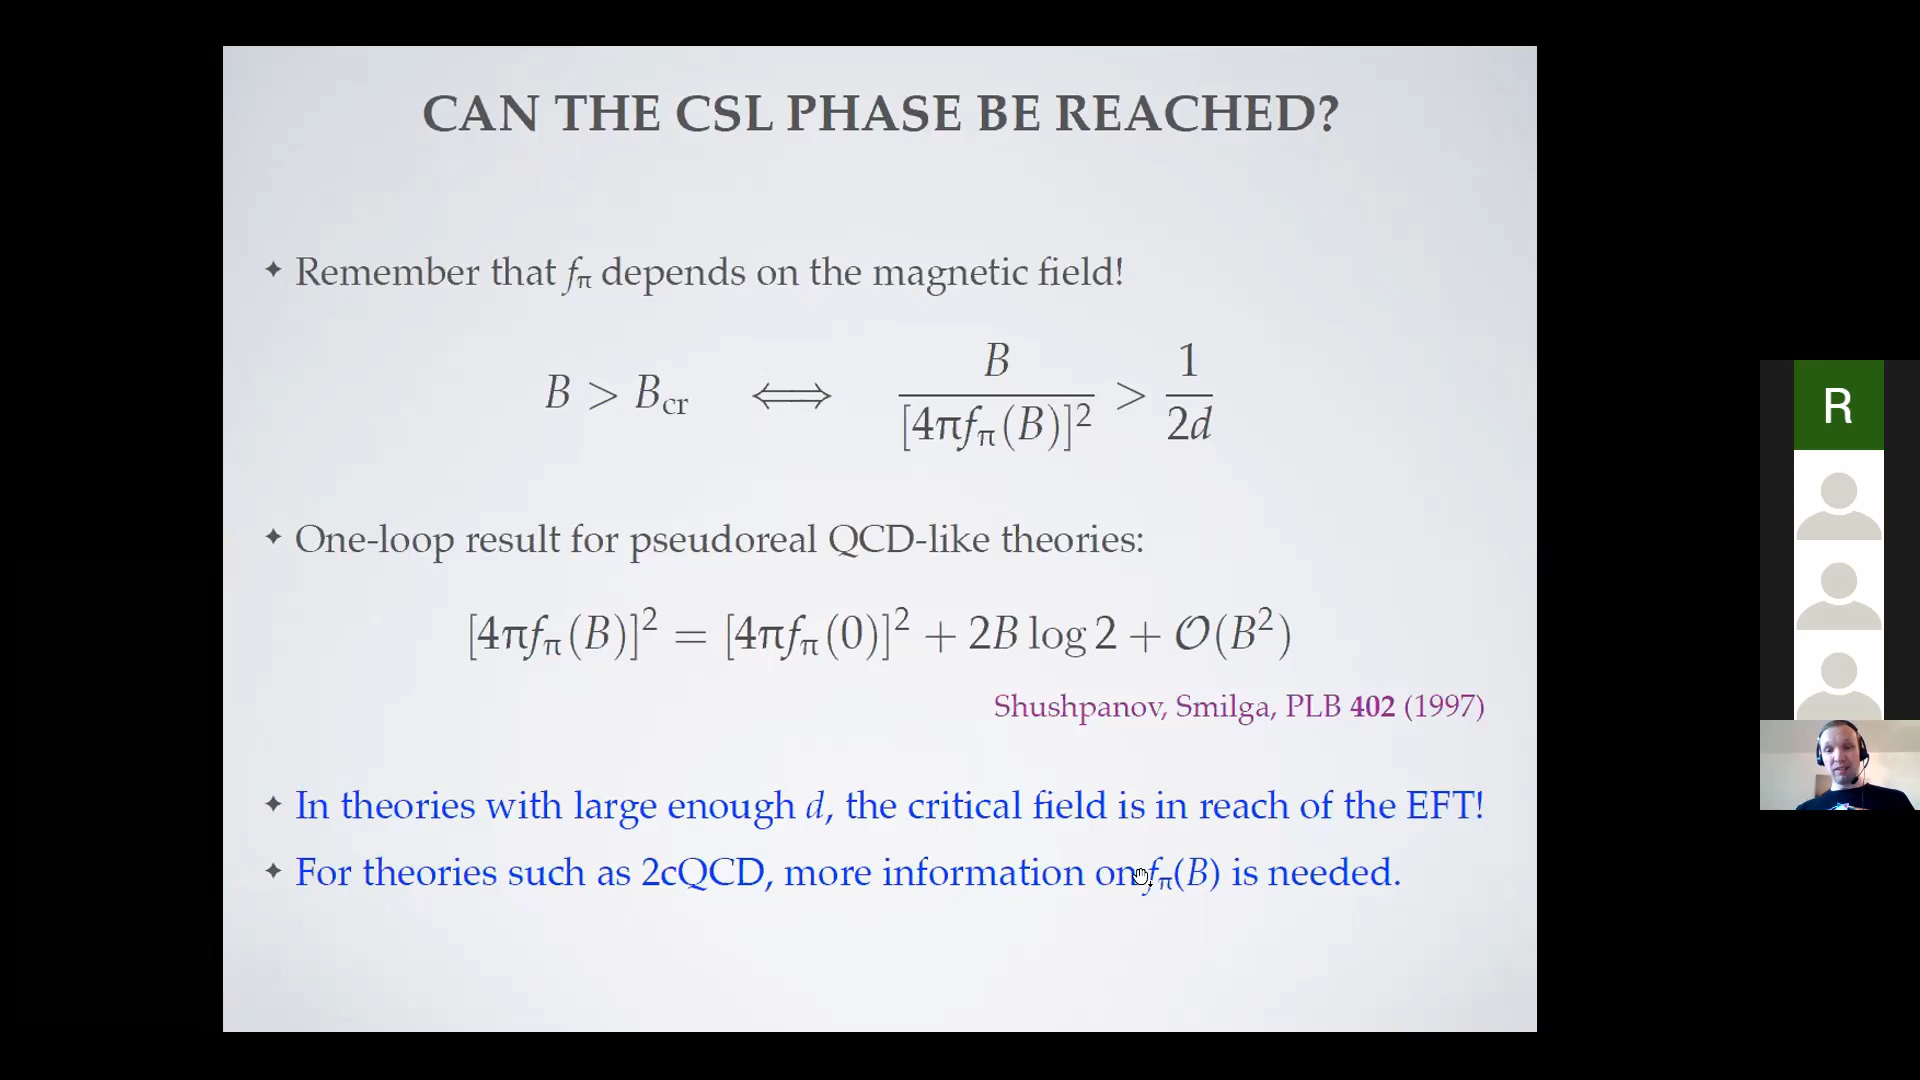 CAN THE CSL PHASE BE REACHED?
✦ Remember that fπ depends on the magnetic field!
B > B_cr ⟺ B / [4πfπ(B)]² > 1 / 2d
✦ One-loop result for pseudoreal QCD-like theories:
[4πfπ(B)]² = [4πfπ(0)]² + 2B log 2 + 𝒪(B²)
Shushpanov, Smilga, PLB 402 (1997)
✦ In theories with large enough d, the critical field is in reach of the EFT!
✦ For theories such as 2cQCD, more information on fπ(B) is needed.
R